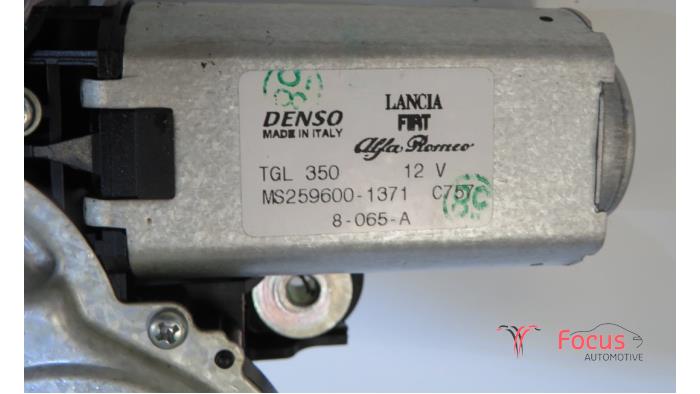 DENSO
MADE IN ITALY
LANCIA
FIAT
Alfa Romeo
TGL 350 12 V
MS259600-1371 C757
8-065-A
Focus
AUTOMOTIVE